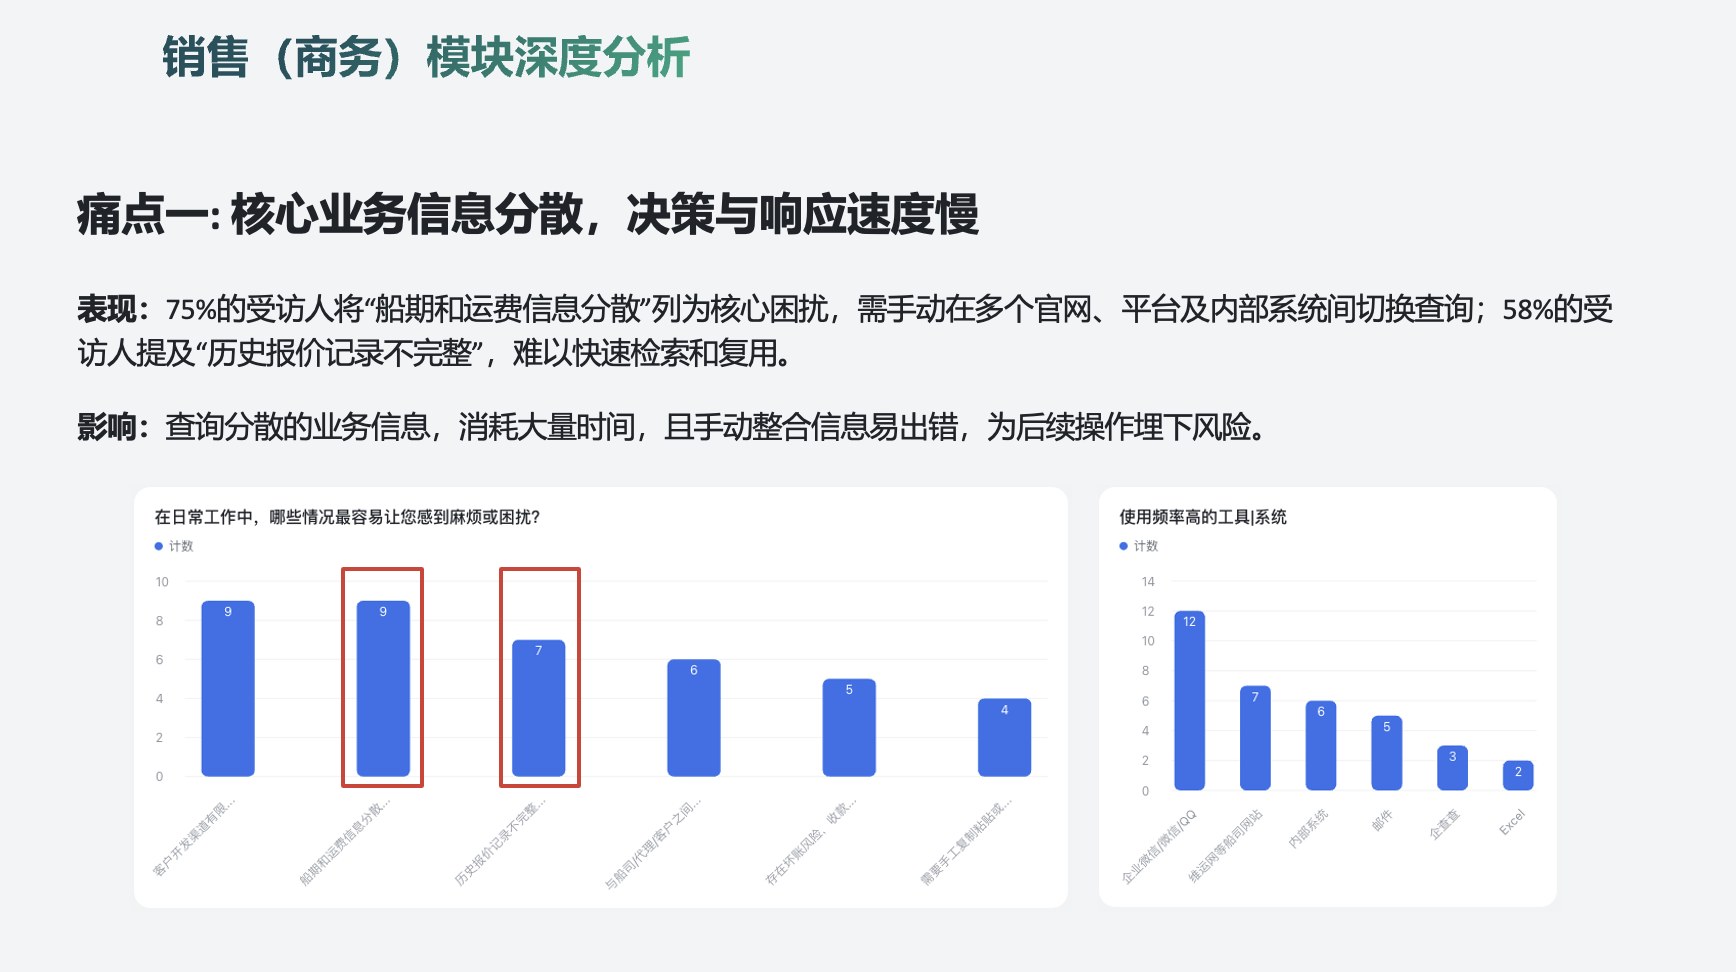 销售（商务）模块深度分析
痛点一: 核心业务信息分散，决策与响应速度慢
表现：75%的受访人将“船期和运费信息分散”列为核心困扰，需手动在多个官网、平台及内部系统间切换查询；58%的受
访人提及“历史报价记录不完整”，难以快速检索和复用。
影响：查询分散的业务信息，消耗大量时间，且手动整合信息易出错，为后续操作埋下风险。
在日常工作中，哪些情况最容易让您感到麻烦或困扰?
计数
10
8
6
4
2
0
9
9
7
6
5
4
客户开发渠道有限...
船期和运费信息分散...
历史报价记录不完整...
与船司/代理/客户之间...
存在坏账风险、收款...
需要手工复制粘贴或...
使用频率高的工具|系统
计数
14
12
10
8
6
4
2
0
12
7
6
5
3
2
企业微信/微信/QQ
维运网等船司网站
内部系统
邮件
企查查
Excel